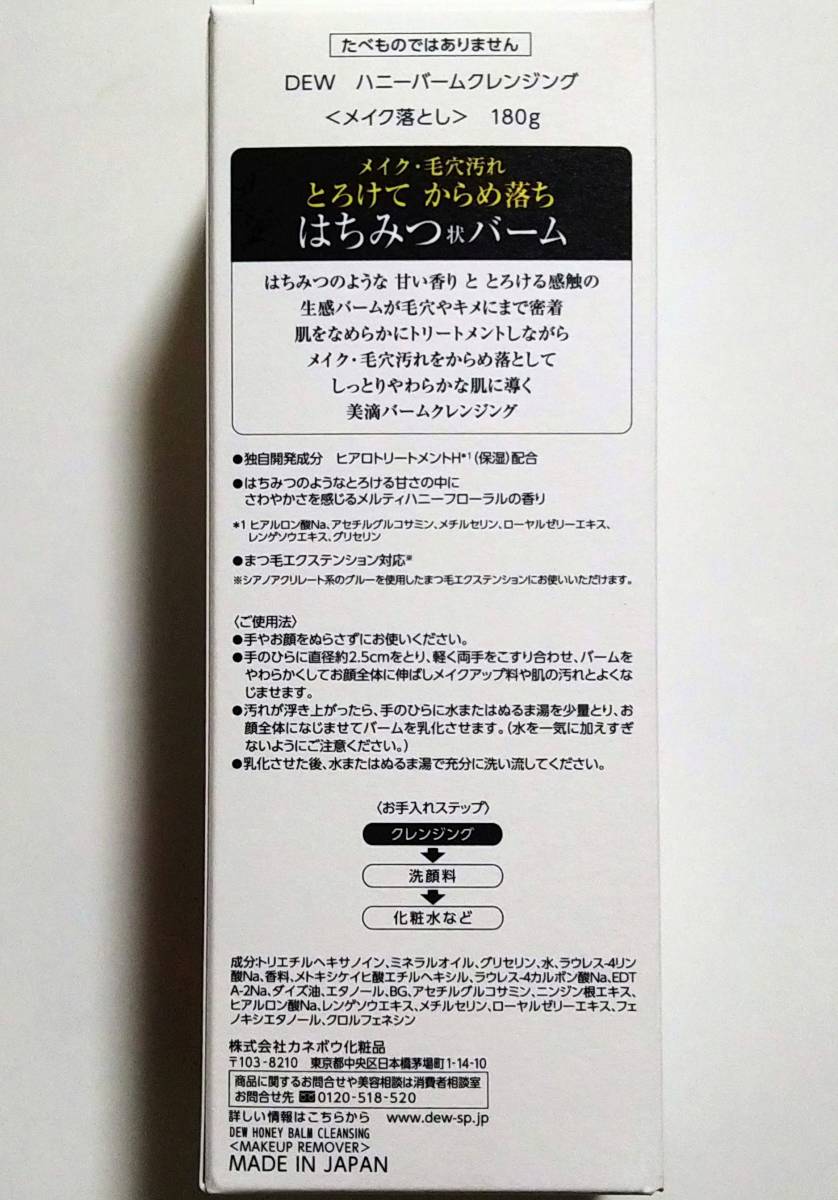 たべものではありません
DEW ハニーバームクレンジング
＜メイク落とし＞ 180g
メイク・毛穴汚れ
とろけて からめ落ち
はちみつ状バーム
はちみつのような 甘い香り と とろける感触の
生感バームが毛穴やキメにまで密着
肌をなめらかにトリートメントしながら
メイク・毛穴汚れをからめ落として
しっとりやわらかな肌に導く
美滴バームクレンジング
●独自開発成分 ヒアロトリートメントH*1(保湿)配合
●はちみつのようなとろける甘さの中に
さわやかさを感じるメルティハニーフローラルの香り
*1 ヒアルロン酸Na、アセチルグルコサミン、メチルセリン、ローヤルゼリーエキス、
レンゲソウエキス、グリセリン
●まつ毛エクステンション対応※
※シアノアクリレート系のグルーを使用したまつ毛エクステンションにお使いいただけます。
〈ご使用法〉
●手やお顔をぬらさずにお使いください。
●手のひらに直径約2.5cmをとり、軽く両手をこすり合わせ、バームを
やわらかくしてお顔全体に伸ばしメイクアップ料や肌の汚れとよくな
じませます。
●汚れが浮き上がったら、手のひらに水またはぬるま湯を少量とり、お
顔全体になじませてバームを乳化させます。(水を一気に加えすぎ
ないようにご注意ください。)
●乳化させた後、水またはぬるま湯で充分に洗い流してください。
〈お手入れステップ〉
クレンジング
洗顔料
化粧水など
成分:トリエチルヘキサノイン、ミネラルオイル、グリセリン、水、ラウレス-4リン
酸Na、香料、メトキシケイヒ酸エチルヘキシル、ラウレス-4カルボン酸Na、EDT
A-2Na、ダイズ油、エタノール、BG、アセチルグルコサミン、ニンジン根エキス、
ヒアルロン酸Na、レンゲソウエキス、メチルセリン、ローヤルゼリーエキス、フェ
ノキシエタノール、クロルフェネシン
株式会社カネボウ化粧品
〒103-8210 東京都中央区日本橋茅場町1-14-10
商品に関するお問合せや美容相談は消費者相談室
お問合せ先 0120-518-520
詳しい情報はこちらから www.dew-sp.jp
DEW HONEY BALM CLEANSING
<MAKEUP REMOVER>
MADE IN JAPAN